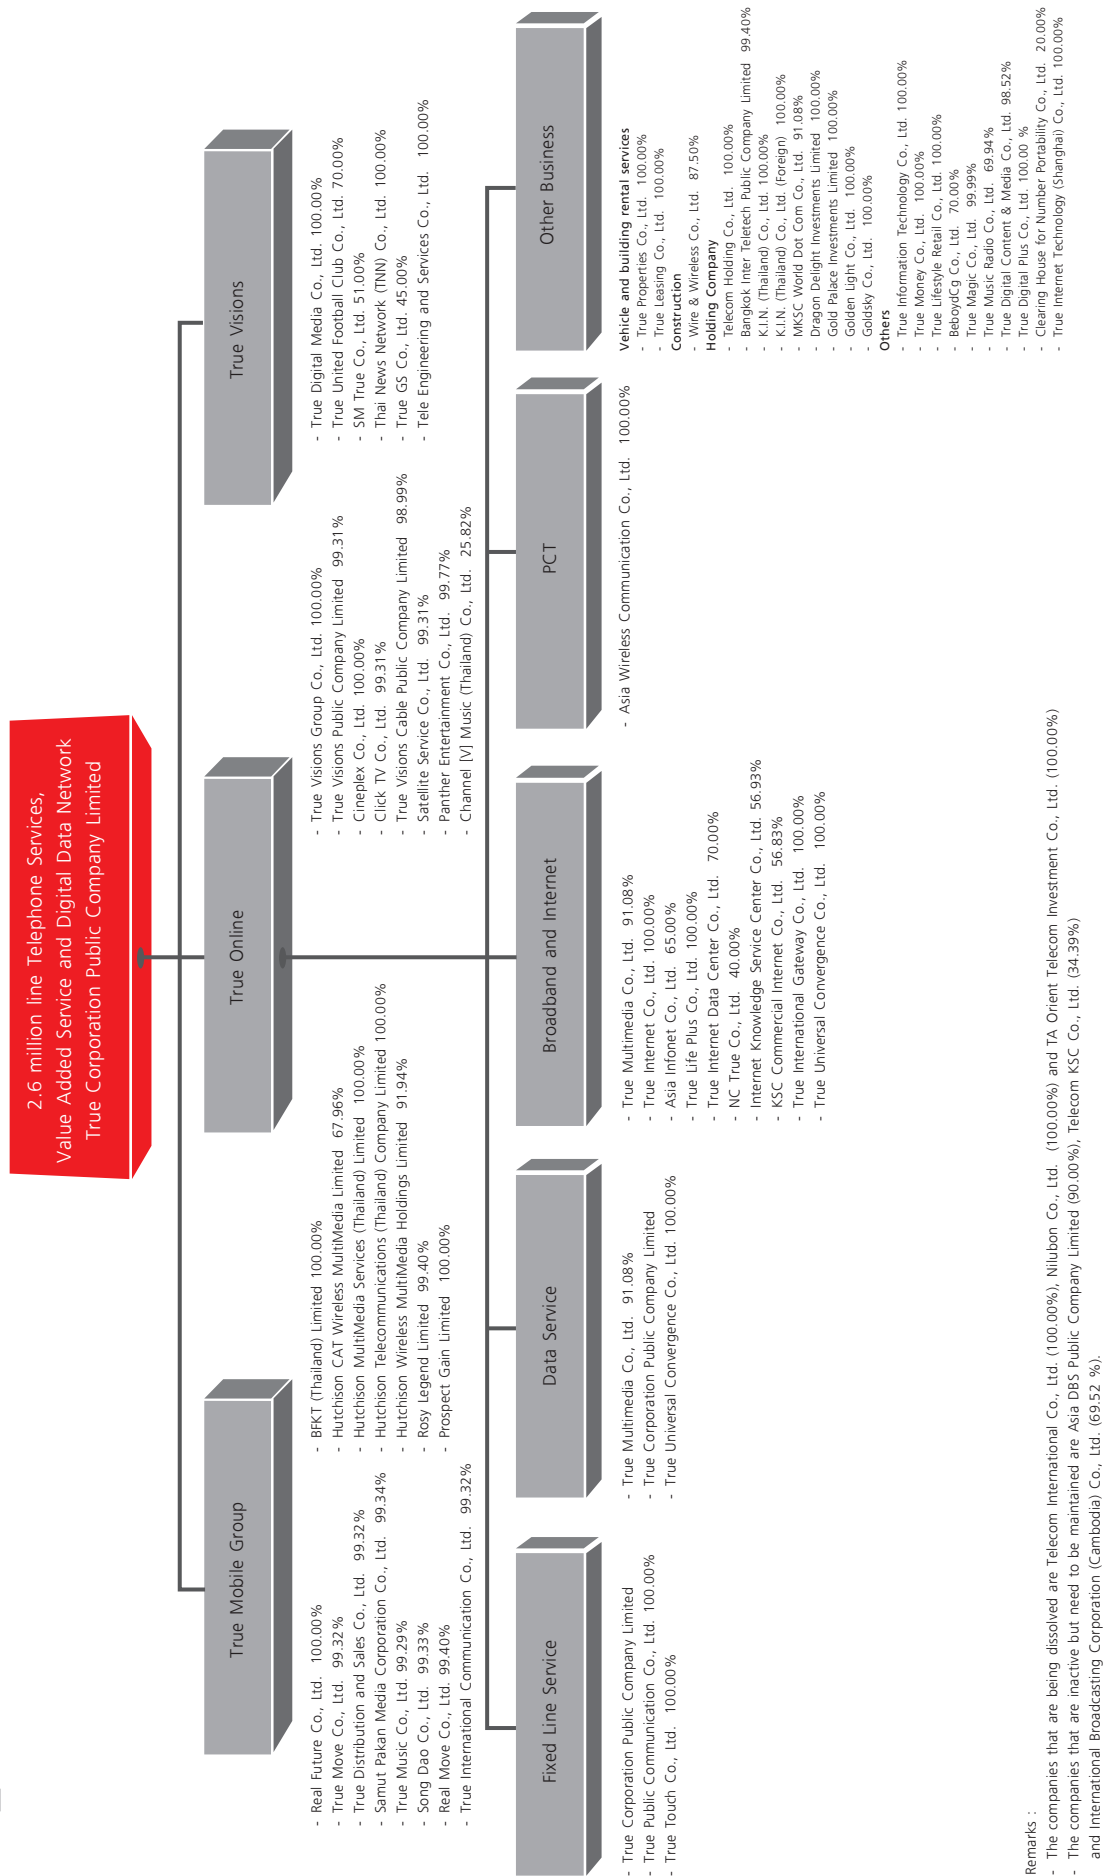 2.6 million line Telephone Services,
Value Added Service and Digital Data Network
True Corporation Public Company Limited
True Mobile Group
- Real Future Co., Ltd. 100.00%
- True Move Co., Ltd. 99.32%
- True Distribution and Sales Co., Ltd. 99.32%
- Samut Pakan Media Corporation Co., Ltd. 99.34%
- True Music Co., Ltd. 99.29%
- Song Dao Co., Ltd. 99.33%
- Real Move Co., Ltd. 99.40%
- True International Communication Co., Ltd. 99.32%
- BFKT (Thailand) Limited 100.00%
- Hutchison CAT Wireless MultiMedia Limited 67.96%
- Hutchison MultiMedia Services (Thailand) Limited 100.00%
- Hutchison Telecommunications (Thailand) Company Limited 100.00%
- Hutchison Wireless MultiMedia Holdings Limited 91.94%
- Rosy Legend Limited 99.40%
- Prospect Gain Limited 100.00%
True Online
True Visions
- True Visions Group Co., Ltd. 100.00%
- True Visions Public Company Limited 99.31%
- Cineplex Co., Ltd. 100.00%
- Click TV Co., Ltd. 99.31%
- True Visions Cable Public Company Limited 98.99%
- Satellite Service Co., Ltd. 99.31%
- Panther Entertainment Co., Ltd. 99.77%
- Channel [V] Music (Thailand) Co., Ltd. 25.82%
- True Digital Media Co., Ltd. 100.00%
- True United Football Club Co., Ltd. 70.00%
- SM True Co., Ltd. 51.00%
- Thai News Network (TNN) Co., Ltd. 100.00%
- True GS Co., Ltd. 45.00%
- Tele Engineering and Services Co., Ltd. 100.00%
Fixed Line Service
- True Corporation Public Company Limited
- True Public Communication Co., Ltd. 100.00%
- True Touch Co., Ltd. 100.00%
Data Service
- True Multimedia Co., Ltd. 91.08%
- True Corporation Public Company Limited
- True Universal Convergence Co., Ltd. 100.00%
Broadband and Internet
- True Multimedia Co., Ltd. 91.08%
- True Internet Co., Ltd. 100.00%
- Asia Infonet Co., Ltd. 65.00%
- True Life Plus Co., Ltd. 100.00%
- True Internet Data Center Co., Ltd. 70.00%
- NC True Co., Ltd. 40.00%
- Internet Knowledge Service Center Co., Ltd. 56.93%
- KSC Commercial Internet Co., Ltd. 56.83%
- True International Gateway Co., Ltd. 100.00%
- True Universal Convergence Co., Ltd. 100.00%
PCT
- Asia Wireless Communication Co., Ltd. 100.00%
Other Business
Vehicle and building rental services
- True Properties Co., Ltd. 100.00%
- True Leasing Co., Ltd. 100.00%
Construction
- Wire & Wireless Co., Ltd. 87.50%
Holding Company
- Telecom Holding Co., Ltd. 100.00%
- Bangkok Inter Teletech Public Company Limited 99.40%
- K.I.N. (Thailand) Co., Ltd. 100.00%
- K.I.N. (Thailand) Co., Ltd. (Foreign) 100.00%
- MKSC World Dot Com Co., Ltd. 91.08%
- Dragon Delight Investments Limited 100.00%
- Gold Palace Investments Limited 100.00%
- Golden Light Co., Ltd. 100.00%
- Goldsky Co., Ltd. 100.00%
Others
- True Information Technology Co., Ltd. 100.00%
- True Money Co., Ltd. 100.00%
- True Lifestyle Retail Co., Ltd. 100.00%
- BeboydCg Co., Ltd. 70.00%
- True Magic Co., Ltd. 99.99%
- True Music Radio Co., Ltd. 69.94%
- True Digital Content & Media Co., Ltd. 98.52%
- True Digital Plus Co., Ltd. 100.00 %
- Clearing House for Number Portability Co., Ltd. 20.00%
- True Internet Technology (Shanghai) Co., Ltd. 100.00%
Remarks :
- The companies that are being dissolved are Telecom International Co., Ltd. (100.00%), Nilubon Co., Ltd. (100.00%) and TA Orient Telecom Investment Co., Ltd. (100.00%)
- The companies that are inactive but need to be maintained are Asia DBS Public Company Limited (90.00%), Telecom KSC Co., Ltd. (34.39%)
and International Broadcasting Corporation (Cambodia) Co., Ltd. (69.52 %).